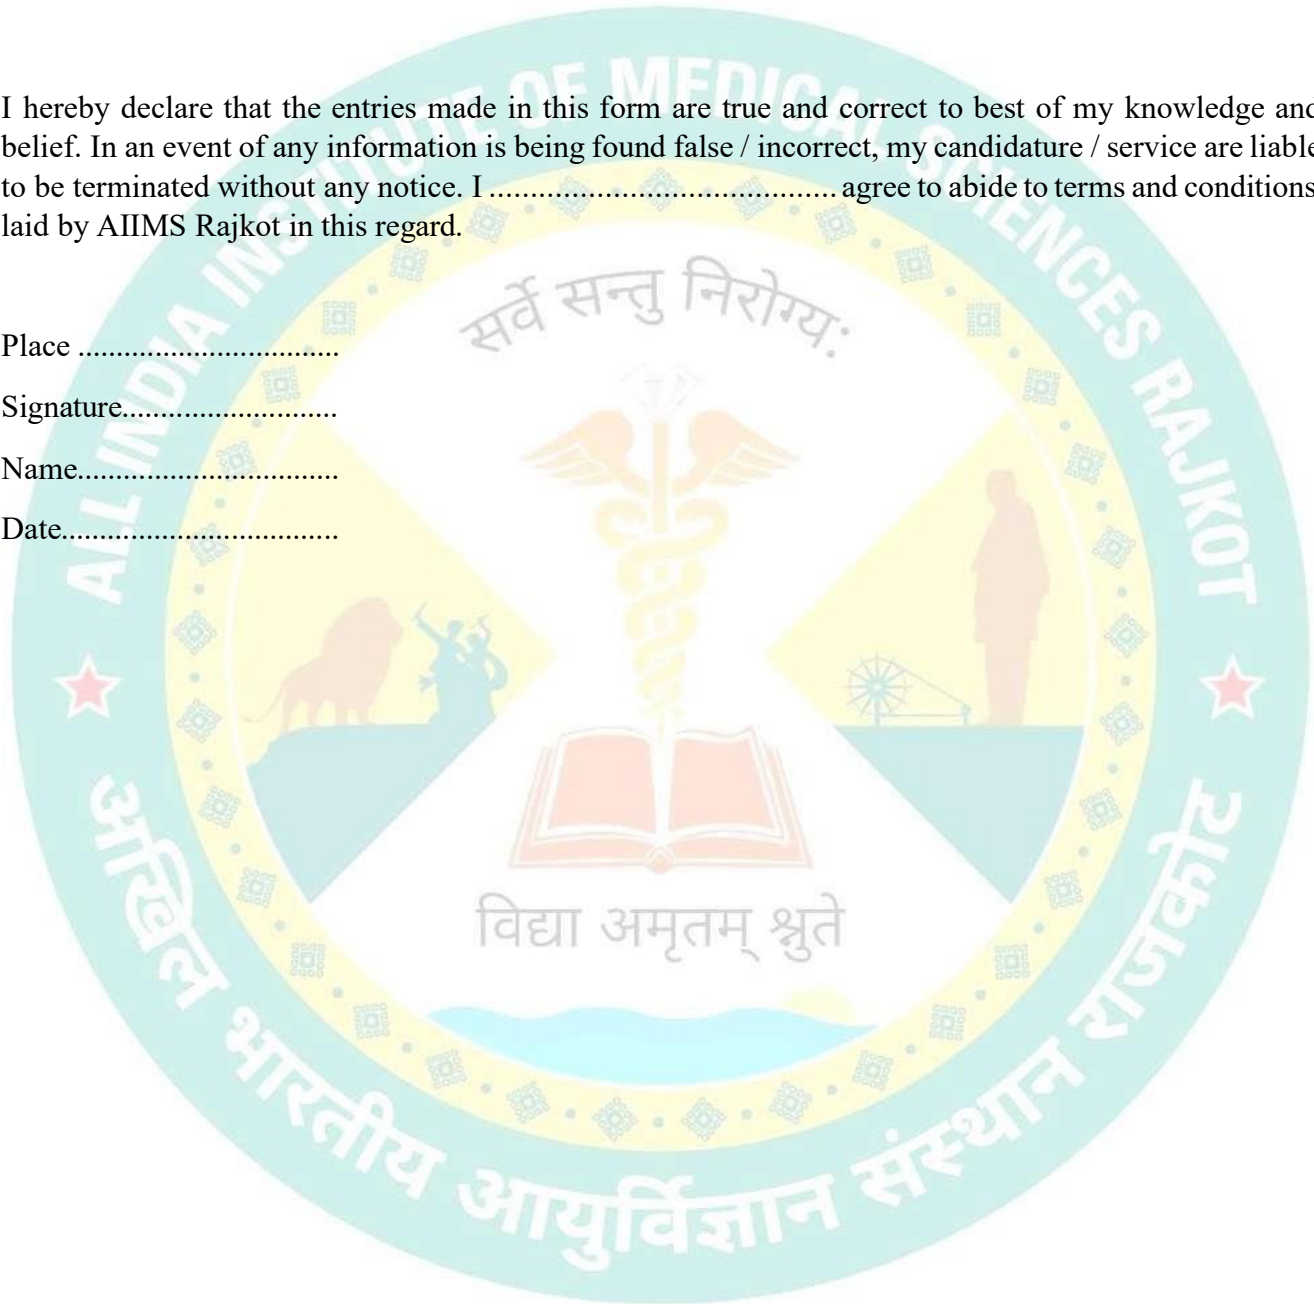 ALL INDIA INSTITUTE OF MEDICAL SCIENCES RAJKOT
I hereby declare that the entries made in this form are true and correct to best of my knowledge and
belief. In an event of any information is being found false / incorrect, my candidature / service are liable
to be terminated without any notice. I .......................................... agree to abide to terms and conditions
laid by AIIMS Rajkot in this regard.
सर्वे सन्तु निरोग्य:
Place ..................................
Signature............................
Name..................................
Date....................................
विद्या अमृतम् श्नुते
अखिल भारतीय आयुर्विज्ञान संस्थान राजकोट